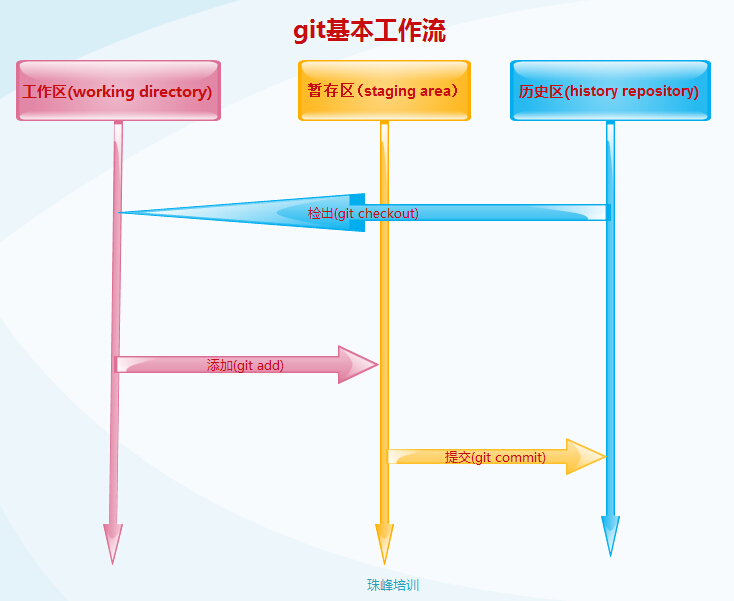 git基本工作流
工作区(working directory)
暂存区（staging area）
历史区(history repository)
检出(git checkout)
添加(git add)
提交(git commit)
珠峰培训